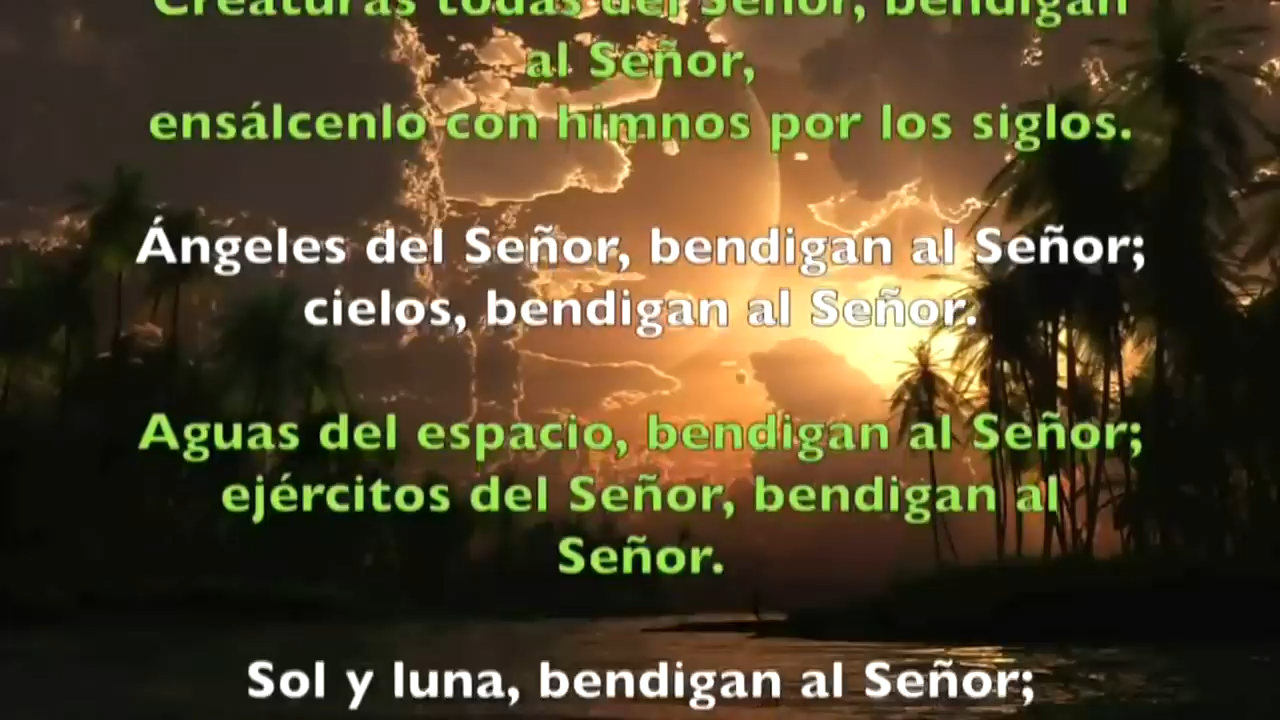 Creaturas todas del Señor, bendigan
al Señor,
ensálcenlo con himnos por los siglos.
Ángeles del Señor, bendigan al Señor;
cielos, bendigan al Señor.
Aguas del espacio, bendigan al Señor;
ejércitos del Señor, bendigan al
Señor.
Sol y luna, bendigan al Señor;